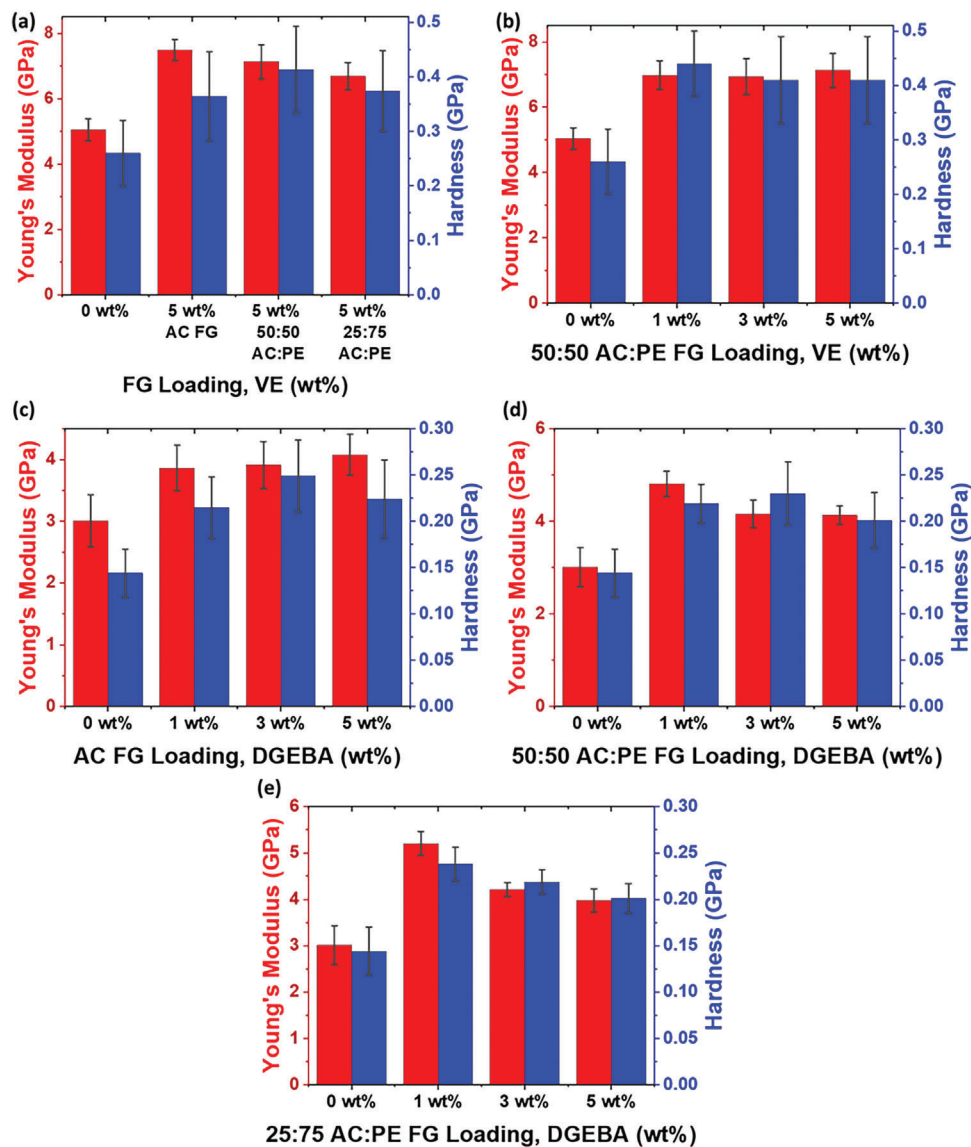 (a)
Young's Modulus (GPa)
8
6
4
2
0
0.5
0.4
0.3
0.2
0.1
0.0
Hardness (GPa)
0 wt% 5 wt% 5 wt% 5 wt%
AC FG 50:50 25:75
AC:PE AC:PE
FG Loading, VE (wt%)
(b)
Young's Modulus (GPa)
8
6
4
2
0
0.5
0.4
0.3
0.2
0.1
0.0
Hardness (GPa)
0 wt% 1 wt% 3 wt% 5 wt%
50:50 AC:PE FG Loading, VE (wt%)
(c)
Young's Modulus (GPa)
4
3
2
1
0
0.30
0.25
0.20
0.15
0.10
0.05
0.00
Hardness (GPa)
0 wt% 1 wt% 3 wt% 5 wt%
AC FG Loading, DGEBA (wt%)
(d)
Young's Modulus (GPa)
6
4
2
0
0.30
0.25
0.20
0.15
0.10
0.05
0.00
Hardness (GPa)
0 wt% 1 wt% 3 wt% 5 wt%
50:50 AC:PE FG Loading, DGEBA (wt%)
(e)
Young's Modulus (GPa)
6
5
4
3
2
1
0
0.30
0.25
0.20
0.15
0.10
0.05
0.00
Hardness (GPa)
0 wt% 1 wt% 3 wt% 5 wt%
25:75 AC:PE FG Loading, DGEBA (wt%)